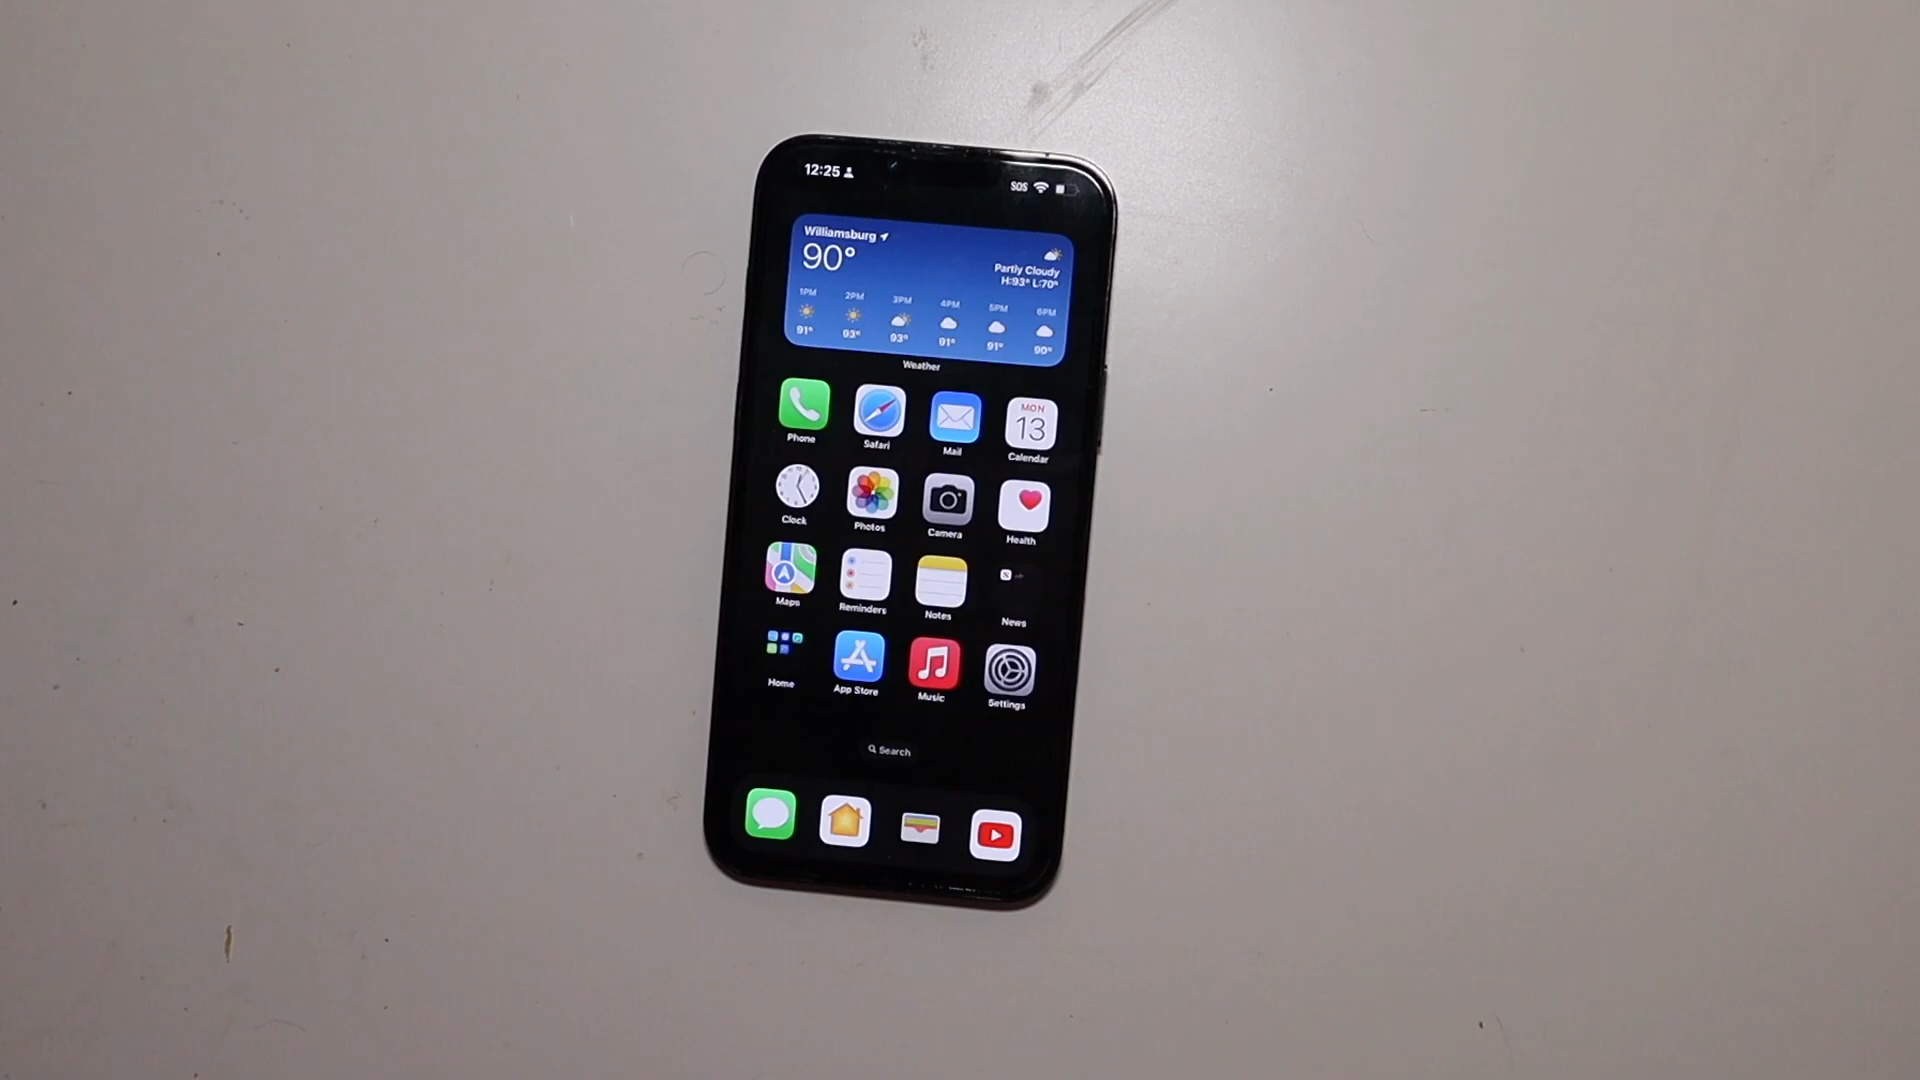 12:25 SOS
Williamsburg
90°
Partly Cloudy
H:93° L:70°
1PM 2PM 3PM 4PM 5PM 6PM
91° 93° 93° 91° 91° 90°
Weather
MON
13
Phone Safari Mail Calendar
Clock Photos Camera Health
Maps Reminders Notes News
Home App Store Music Settings
Search